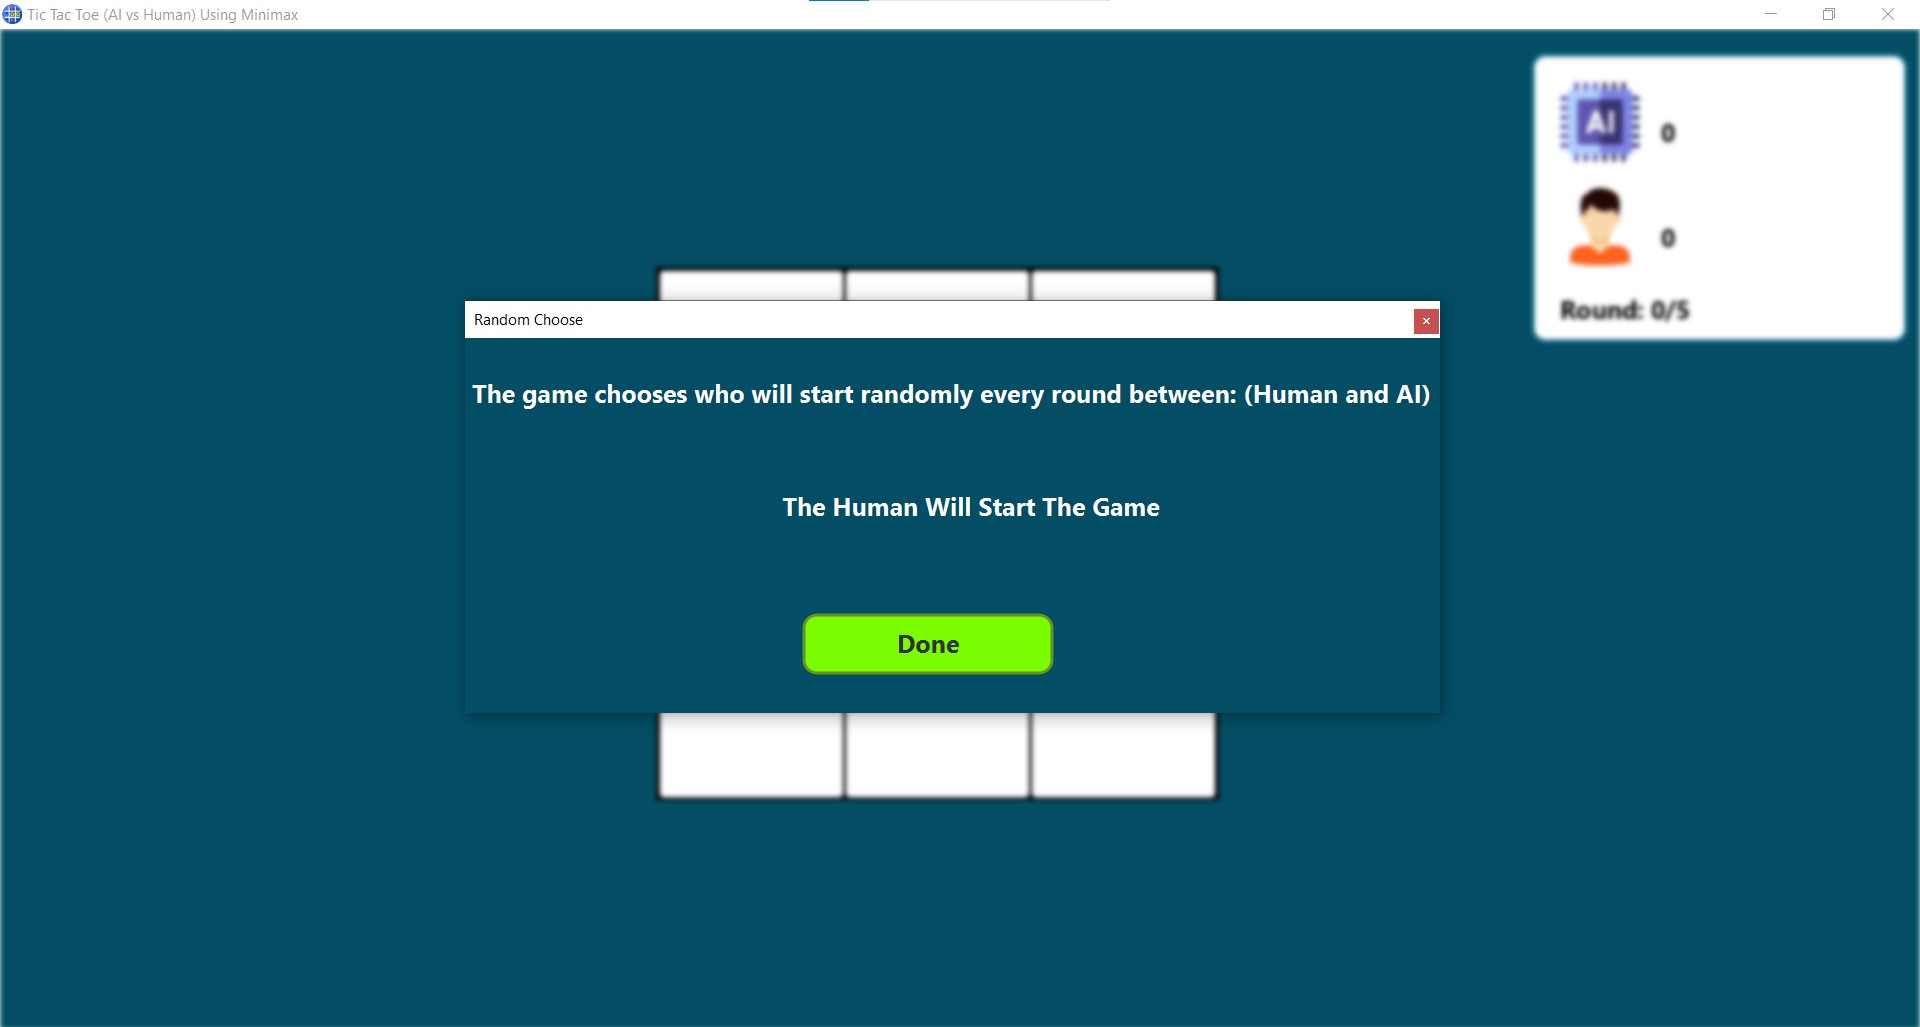 Tic Tac Toe (AI vs Human) Using Minimax
AI
0
0
Round: 0/5
Random Choose
The game chooses who will start randomly every round between: (Human and AI)
The Human Will Start The Game
Done